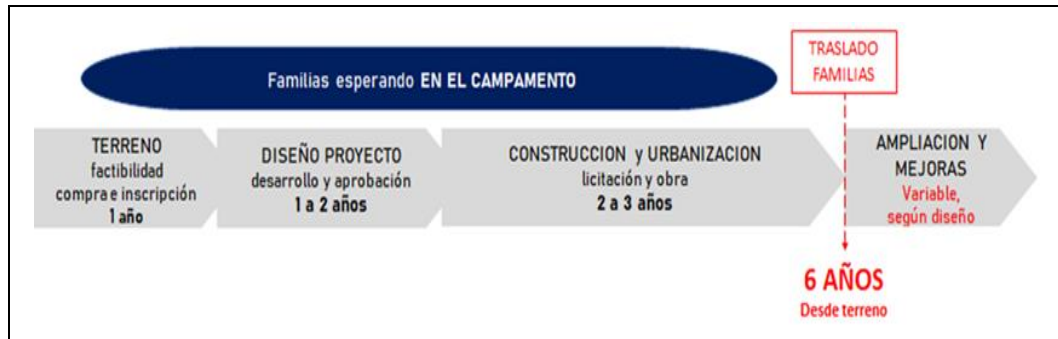 Familias esperando EN EL CAMPAMENTO
TRASLADO
FAMILIAS
TERRENO
factibilidad
compra e inscripción
1 año
DISEÑO PROYECTO
desarrollo y aprobación
1 a 2 años
CONSTRUCCION y URBANIZACION
licitación y obra
2 a 3 años
AMPLIACION Y
MEJORAS
Variable,
según diseño
6 AÑOS
Desde terreno